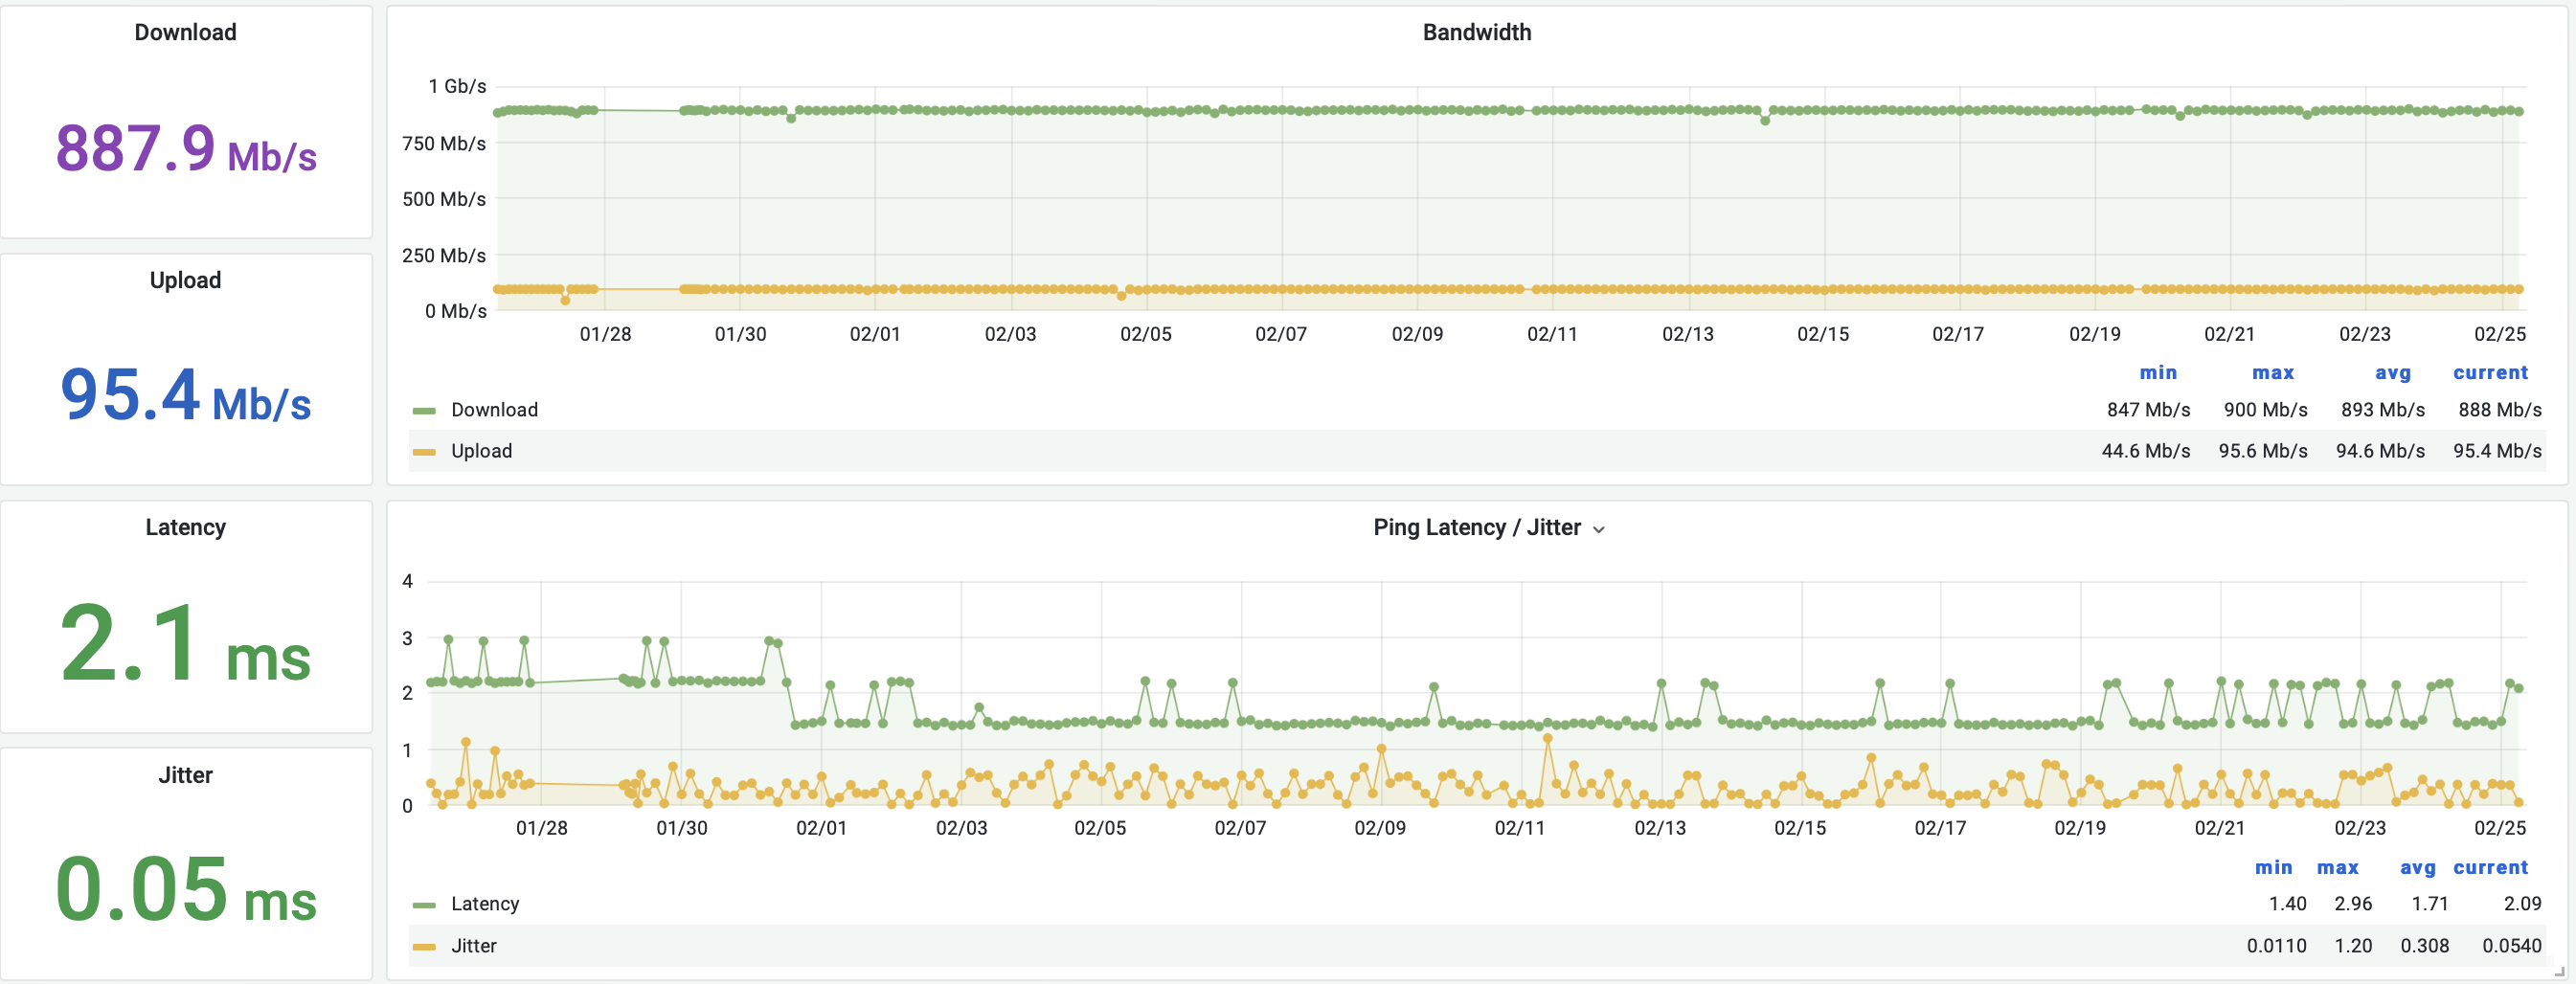 Download
887.9 Mb/s
Upload
95.4 Mb/s
Latency
2.1 ms
Jitter
0.05 ms
Bandwidth
1 Gb/s
750 Mb/s
500 Mb/s
250 Mb/s
0 Mb/s
01/28 01/30 02/01 02/03 02/05 02/07 02/09 02/11 02/13 02/15 02/17 02/19 02/21 02/23 02/25
min max avg current
Download 847 Mb/s 900 Mb/s 893 Mb/s 888 Mb/s
Upload 44.6 Mb/s 95.6 Mb/s 94.6 Mb/s 95.4 Mb/s
Ping Latency / Jitter
4
3
2
1
0
01/28 01/30 02/01 02/03 02/05 02/07 02/09 02/11 02/13 02/15 02/17 02/19 02/21 02/23 02/25
min max avg current
Latency 1.40 2.96 1.71 2.09
Jitter 0.0110 1.20 0.308 0.0540